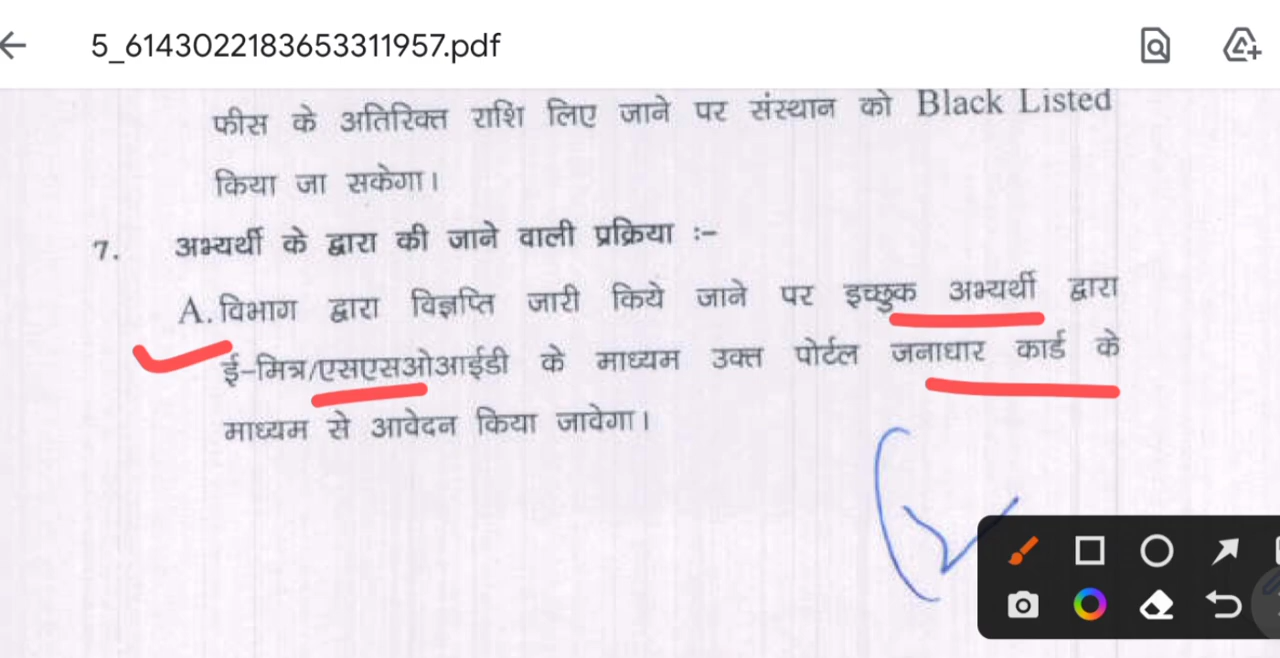 5_6143022183653311957.pdf
फीस के अतिरिक्त राशि लिए जाने पर संस्थान को Black Listed
किया जा सकेगा।
7. अभ्यर्थी के द्वारा की जाने वाली प्रक्रिया :–
A. विभाग द्वारा विज्ञप्ति जारी किये जाने पर इच्छुक अभ्यर्थी द्वारा
ई–मित्र/एसएसओआईडी के माध्यम उक्त पोर्टल जनाधार कार्ड के
माध्यम से आवेदन किया जावेगा।